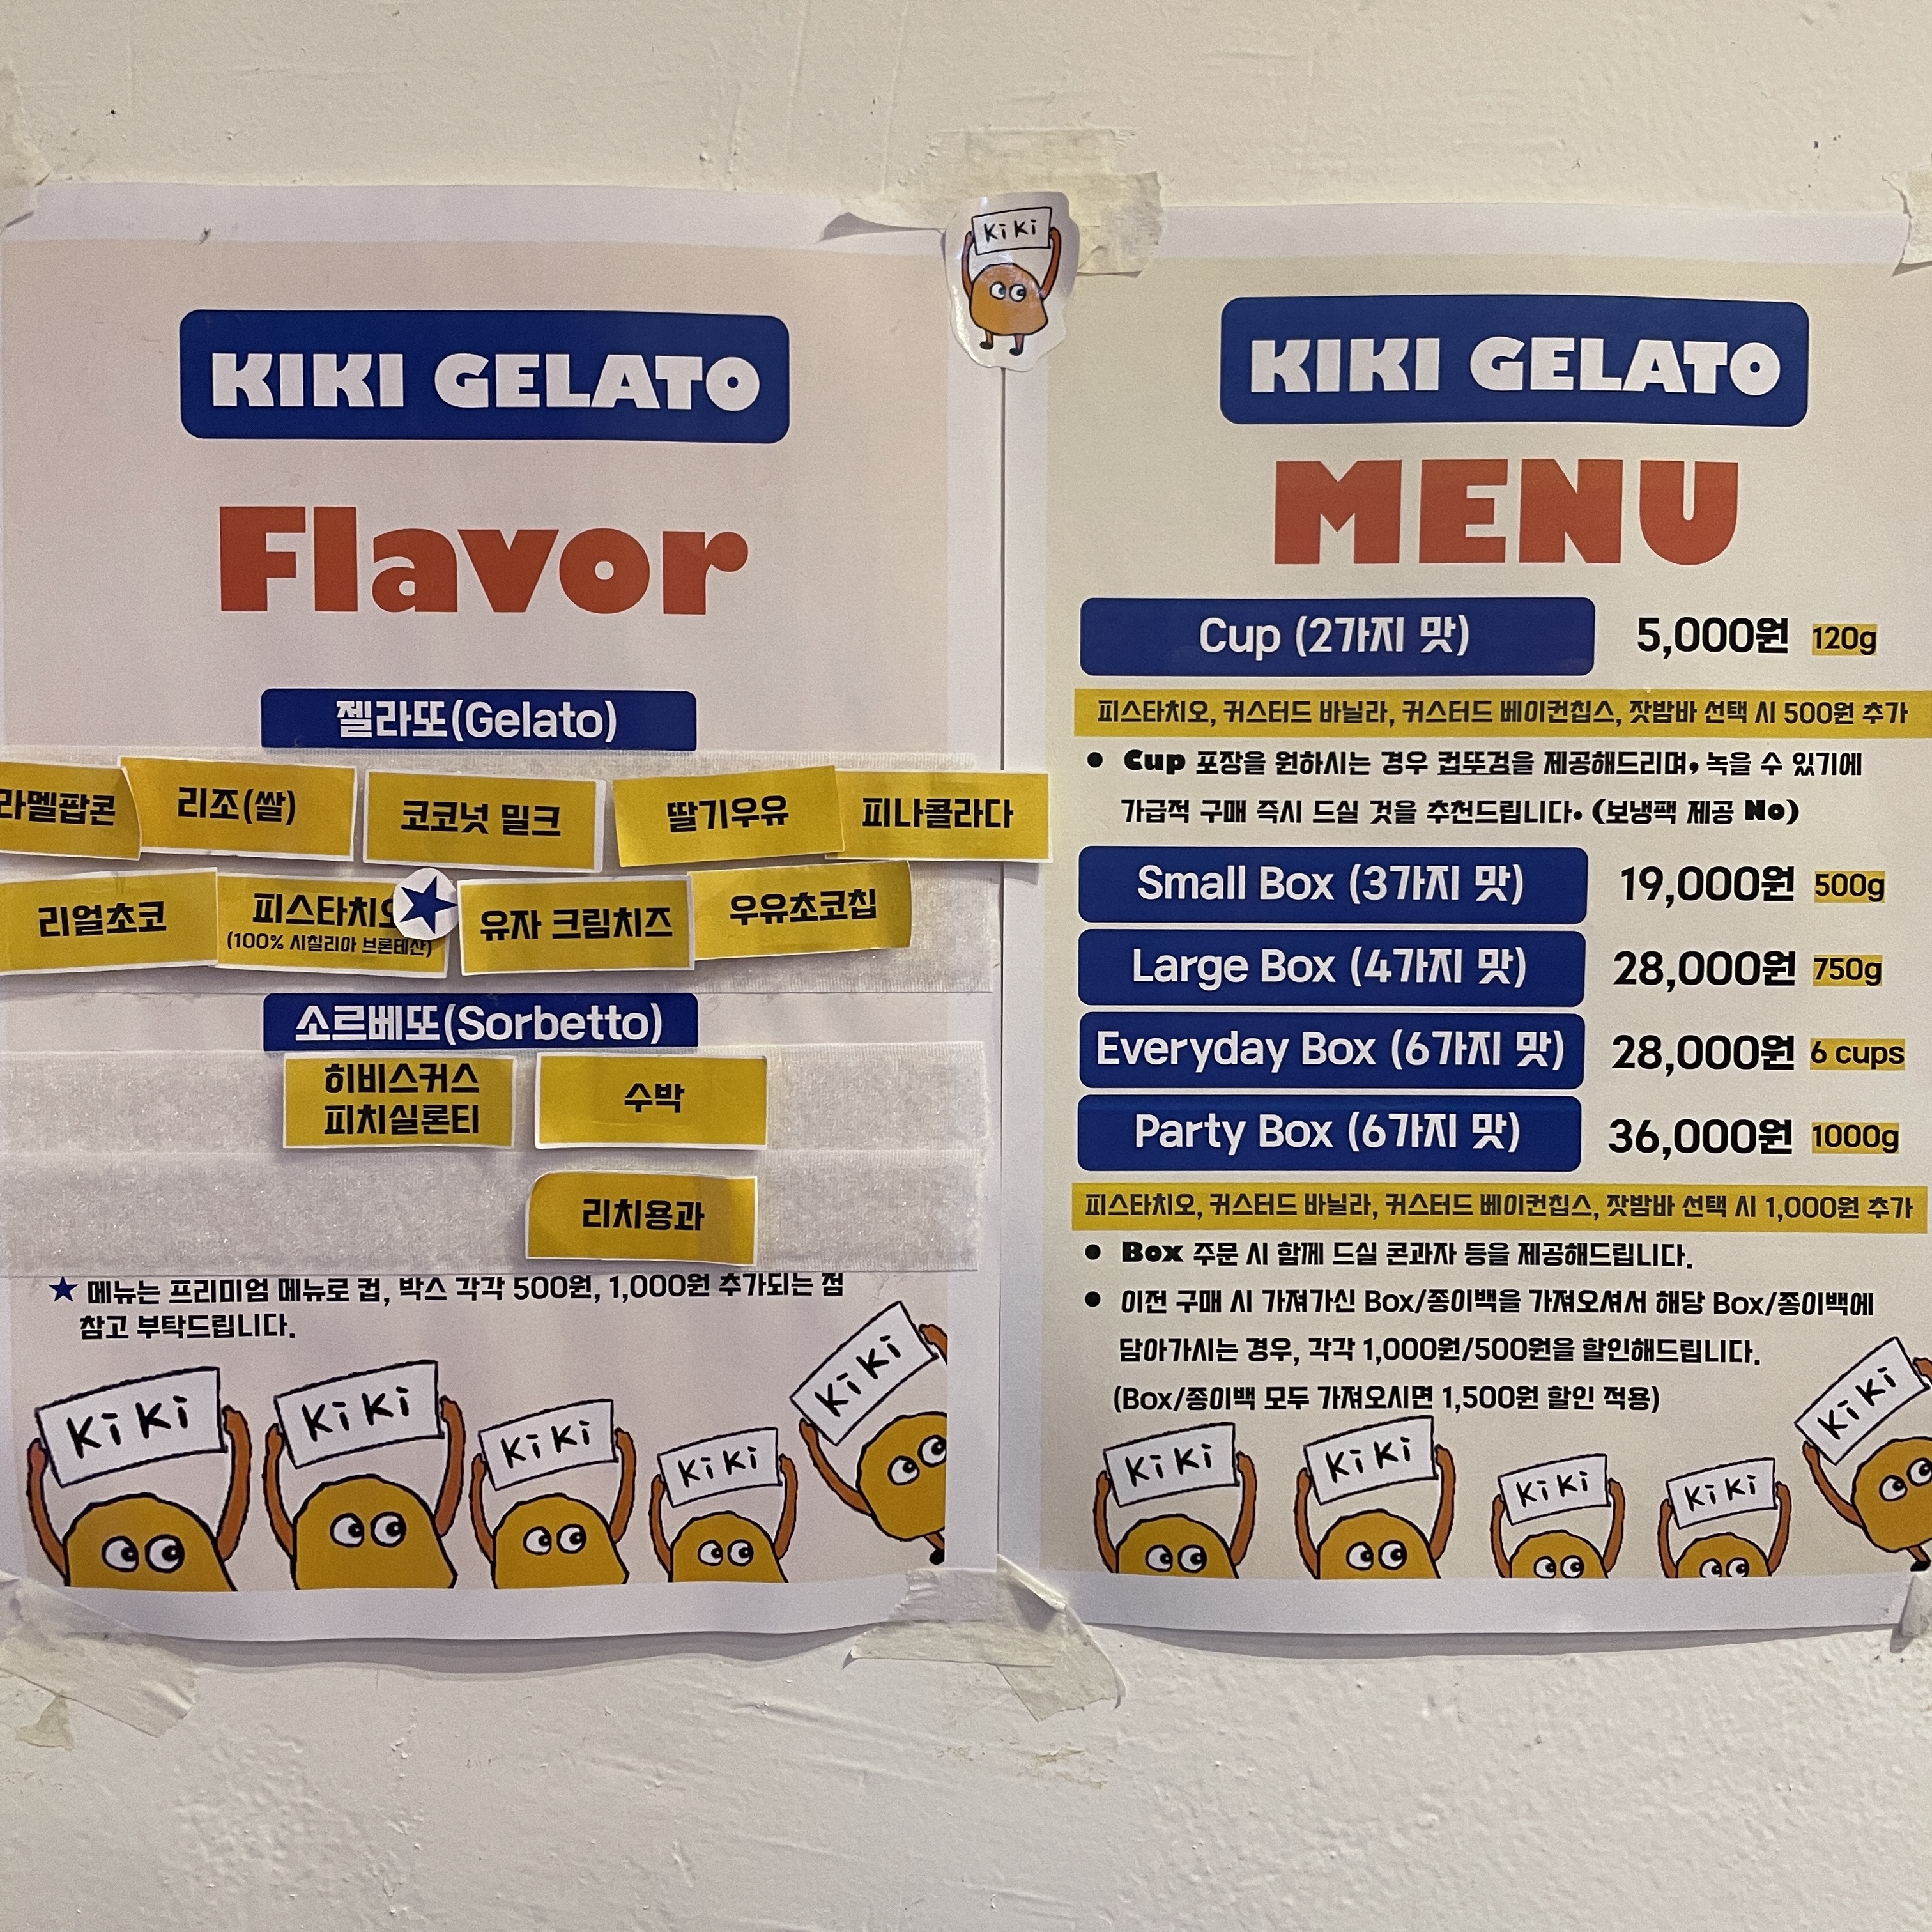 KIKI GELATO
Flavor
젤라또(Gelato)
라멜팝콘
리조(쌀)
코코넛 밀크
딸기우유
피나콜라다
리얼초코
피스타치오
(100% 시칠리아 브론테산)
유자 크림치즈
우유초코칩
소르베또(Sorbetto)
히비스커스
피치실론티
수박
리치용과
★ 메뉴는 프리미엄 메뉴로 컵, 박스 각각 500원, 1,000원 추가되는 점
참고 부탁드립니다.
KiKi
KiKi
KiKi
KiKi
KiKi
KiKi
KIKI GELATO
MENU
Cup (2가지 맛) 5,000원 120g
피스타치오, 커스터드 바닐라, 커스터드 베이컨칩스, 잣밤바 선택 시 500원 추가
● Cup 포장을 원하시는 경우 컵뚜껑을 제공해드리며, 녹을 수 있기에
가급적 구매 즉시 드실 것을 추천드립니다. (보냉팩 제공 No)
Small Box (3가지 맛) 19,000원 500g
Large Box (4가지 맛) 28,000원 750g
Everyday Box (6가지 맛) 28,000원 6 cups
Party Box (6가지 맛) 36,000원 1000g
피스타치오, 커스터드 바닐라, 커스터드 베이컨칩스, 잣밤바 선택 시 1,000원 추가
● Box 주문 시 함께 드실 콘과자 등을 제공해드립니다.
● 이전 구매 시 가져가신 Box/종이백을 가져오셔서 해당 Box/종이백에
담아가시는 경우, 각각 1,000원/500원을 할인해드립니다.
(Box/종이백 모두 가져오시면 1,500원 할인 적용)
KiKi
KiKi
KiKi
KiKi
KiKi